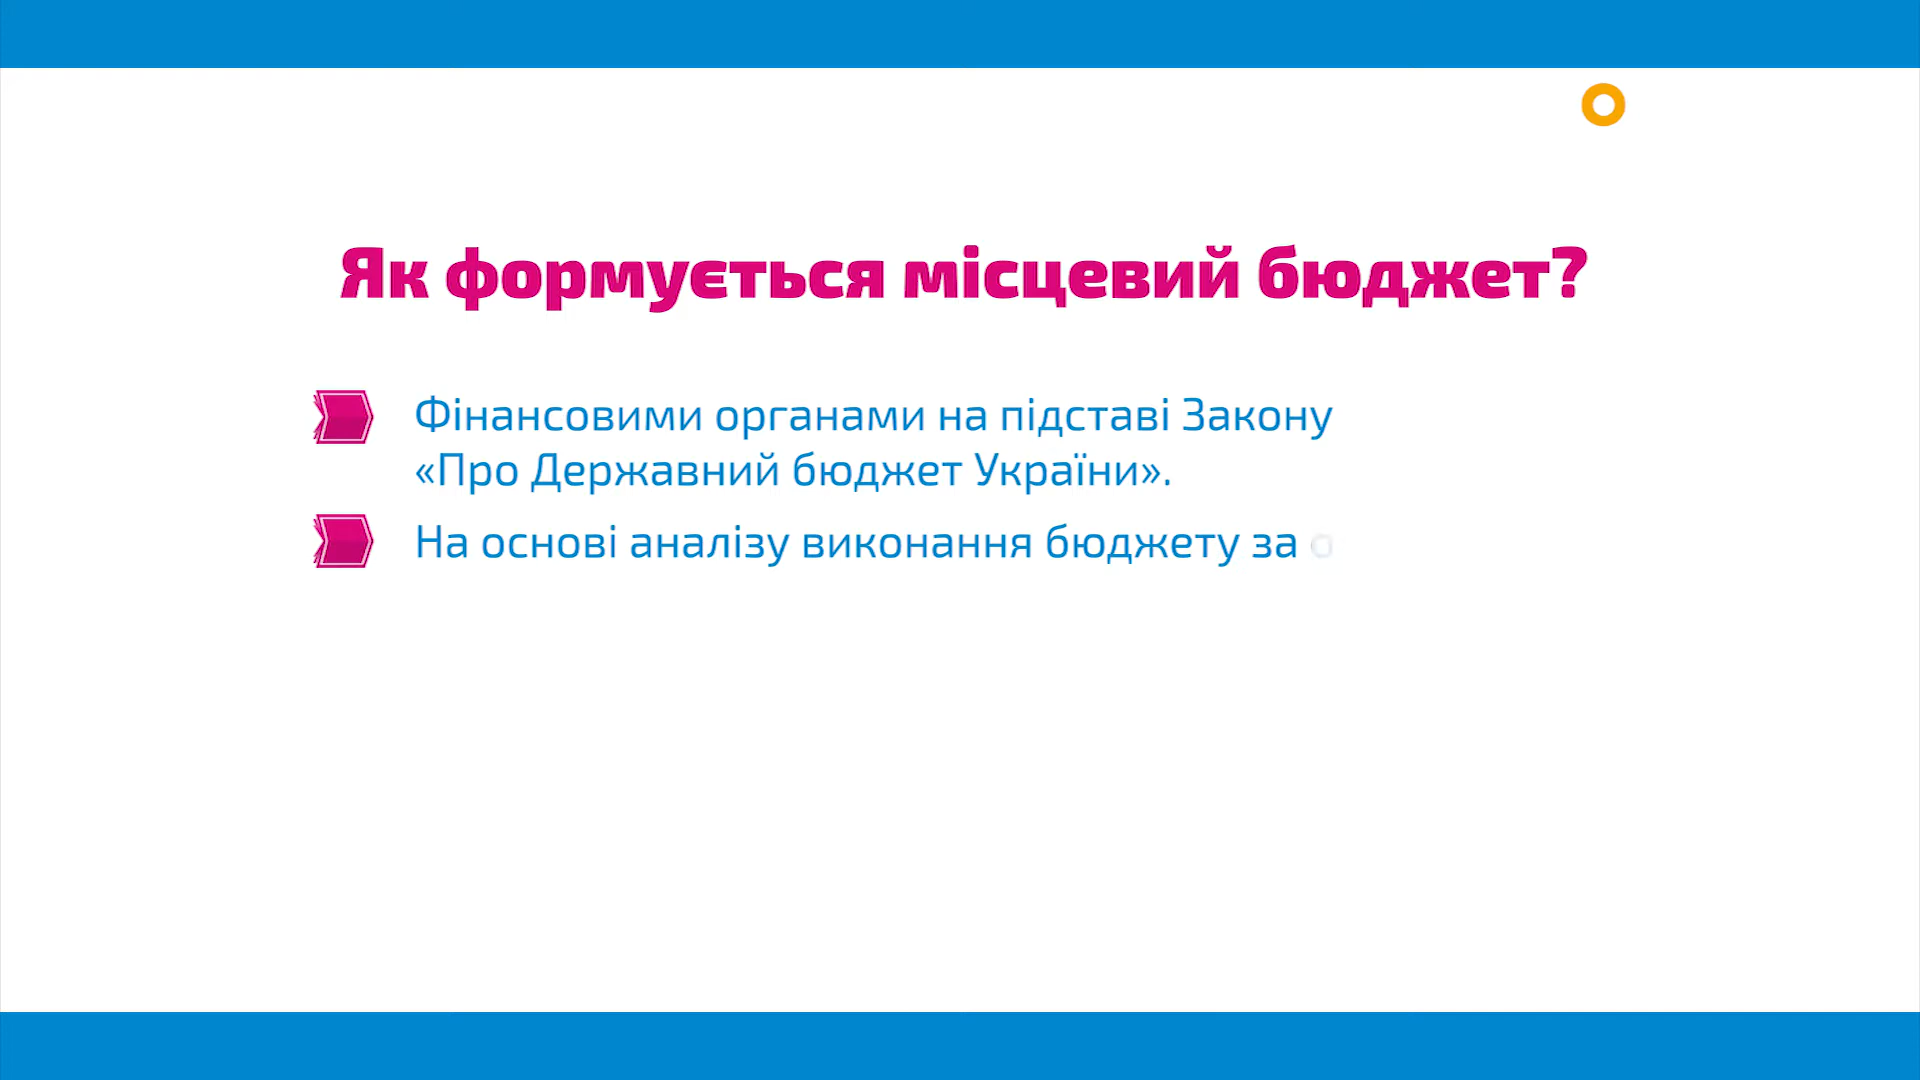 Як формується місцевий бюджет?
Фінансовими органами на підставі Закону
«Про Державний бюджет України».
На основі аналізу виконання бюджету за